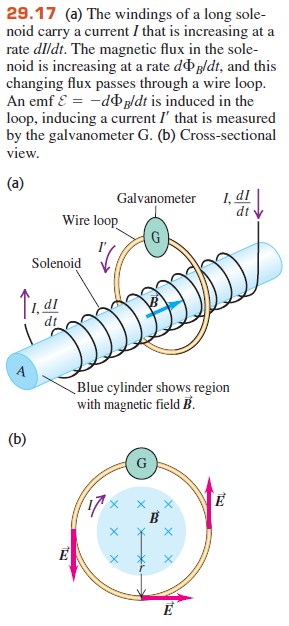 29.17 (a) The windings of a long sole-
noid carry a current I that is increasing at a
rate dI/dt. The magnetic flux in the sole-
noid is increasing at a rate dΦB/dt, and this
changing flux passes through a wire loop.
An emf ℰ = −dΦB/dt is induced in the
loop, inducing a current I′ that is measured
by the galvanometer G. (b) Cross-sectional
view.
(a)
Galvanometer
I, dI/dt
Wire loop
G
I′
Solenoid
I, dI/dt
B⃗
A
Blue cylinder shows region
with magnetic field B⃗.
(b)
G
I′
× × ×
E⃗
B⃗
× × ×
E⃗
× × ×
r
E⃗